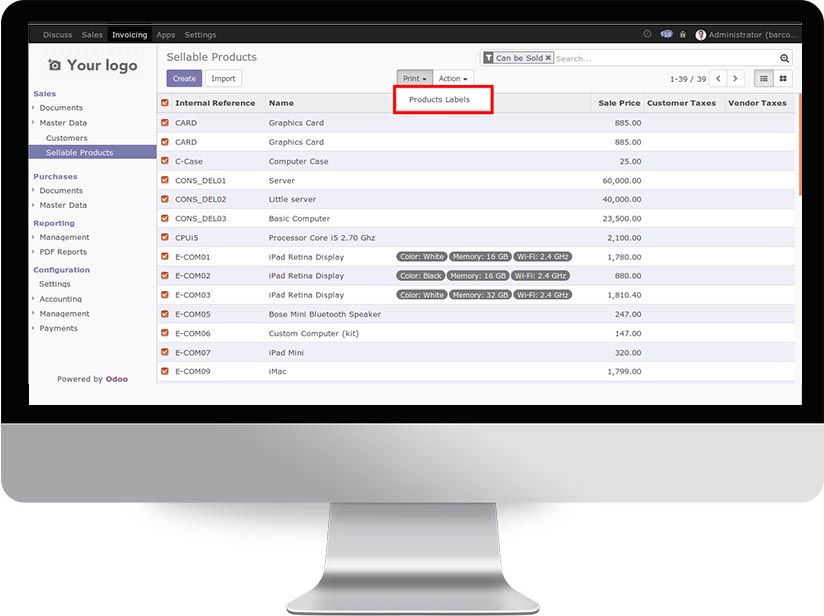 Discuss Sales Invoicing Apps Settings Administrator (barco...
Your logo
Sales
Documents
Master Data
Customers
Sellable Products
Purchases
Documents
Master Data
Reporting
Management
PDF Reports
Configuration
Settings
Accounting
Management
Payments
Powered by Odoo
Sellable Products
Can be Sold Search...
Create Import Print Action 1-39 / 39
Products Labels
Internal Reference Name Sale Price Customer Taxes Vendor Taxes
CARD Graphics Card 885.00
CARD Graphics Card 885.00
C-Case Computer Case 25.00
CONS_DEL01 Server 60,000.00
CONS_DEL02 Little server 40,000.00
CONS_DEL03 Basic Computer 23,500.00
CPUi5 Processor Core i5 2.70 Ghz 2,100.00
E-COM01 iPad Retina Display Color: White Memory: 16 GB Wi-Fi: 2.4 GHz 1,780.00
E-COM02 iPad Retina Display Color: Black Memory: 16 GB Wi-Fi: 2.4 GHz 880.00
E-COM03 iPad Retina Display Color: White Memory: 32 GB Wi-Fi: 2.4 GHz 1,810.40
E-COM05 Bose Mini Bluetooth Speaker 247.00
E-COM06 Custom Computer (kit) 147.00
E-COM07 iPad Mini 320.00
E-COM09 iMac 1,799.00